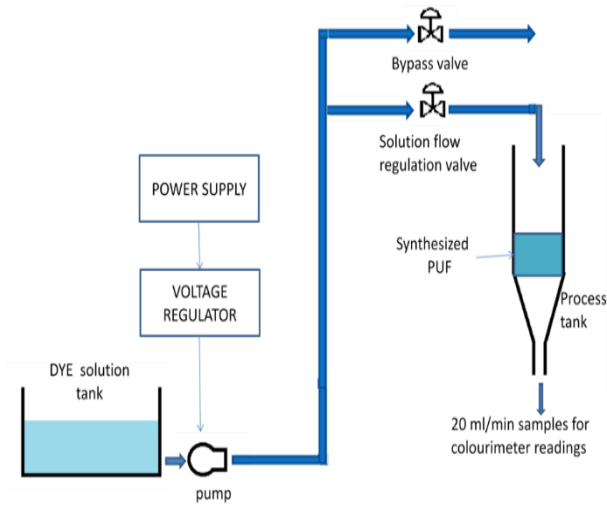 Bypass valve
Solution flow
regulation valve
POWER SUPPLY
Synthesized
PUF
VOLTAGE
REGULATOR
Process
tank
DYE solution
tank
20 ml/min samples for
colourimeter readings
pump